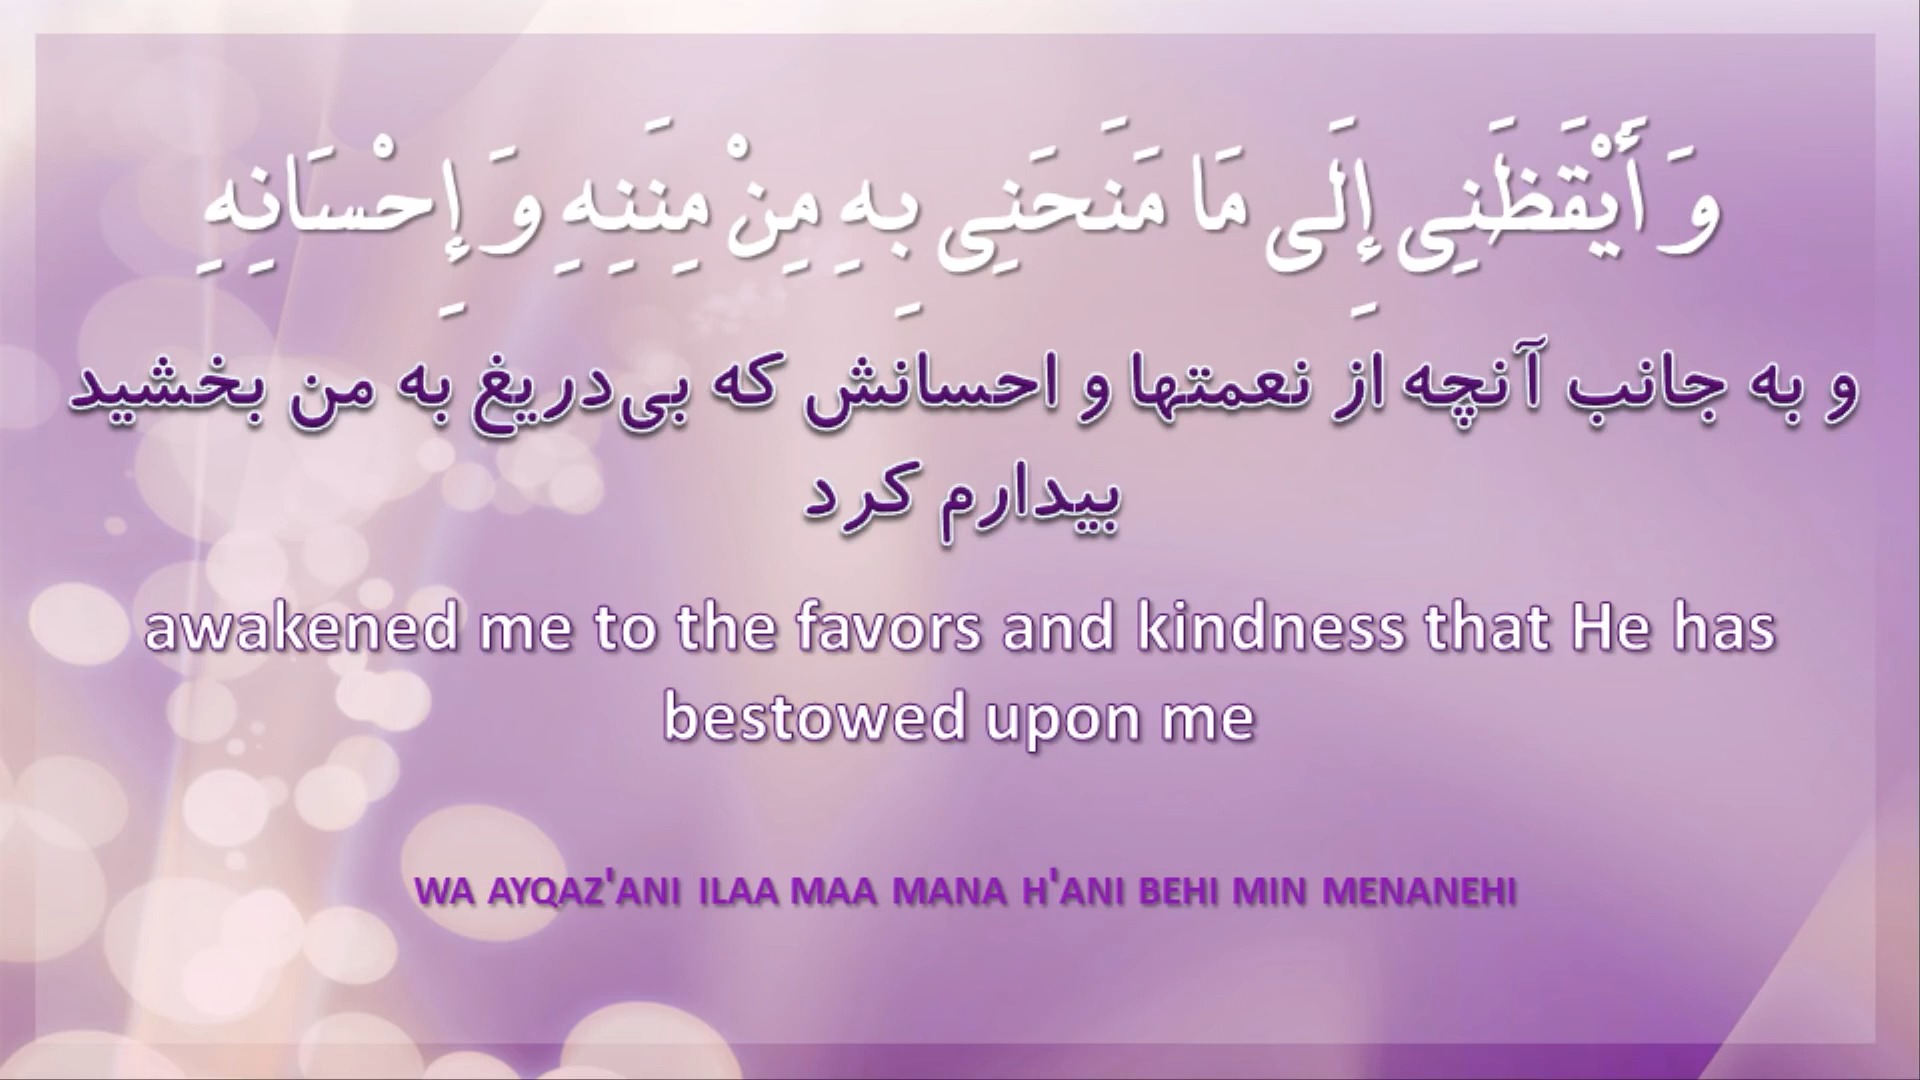 وَ أَيْقَظَنِي إِلَى مَا مَنَحَنِي بِهِ مِنْ مِنَنِهِ وَ إِحْسَانِهِ
و به جانب آنچه از نعمتها و احسانش که بی‌دریغ به من بخشید
بیدارم کرد
awakened me to the favors and kindness that He has
bestowed upon me
WA AYQAZ'ANI ILAA MAA MANA H'ANI BEHI MIN MENANEHI